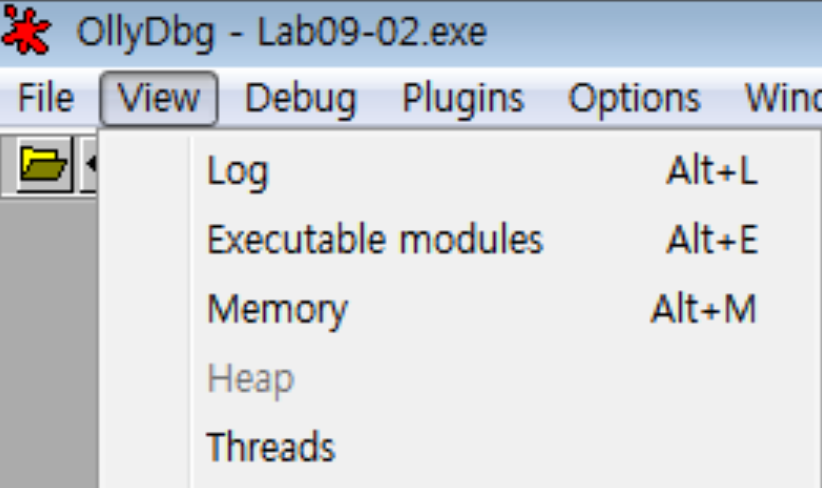 OllyDbg - Lab09-02.exe
File View Debug Plugins Options
Log Alt+L
Executable modules Alt+E
Memory Alt+M
Heap
Threads